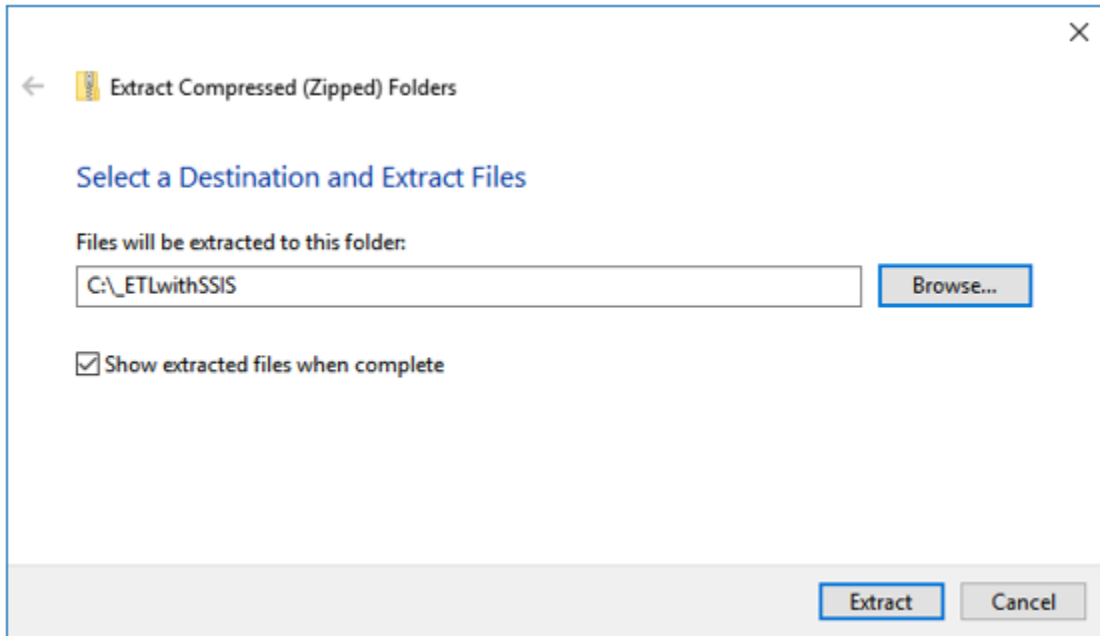 Extract Compressed (Zipped) Folders
Select a Destination and Extract Files
Files will be extracted to this folder:
C:\_ETLwithSSIS
Browse...
Show extracted files when complete
Extract
Cancel